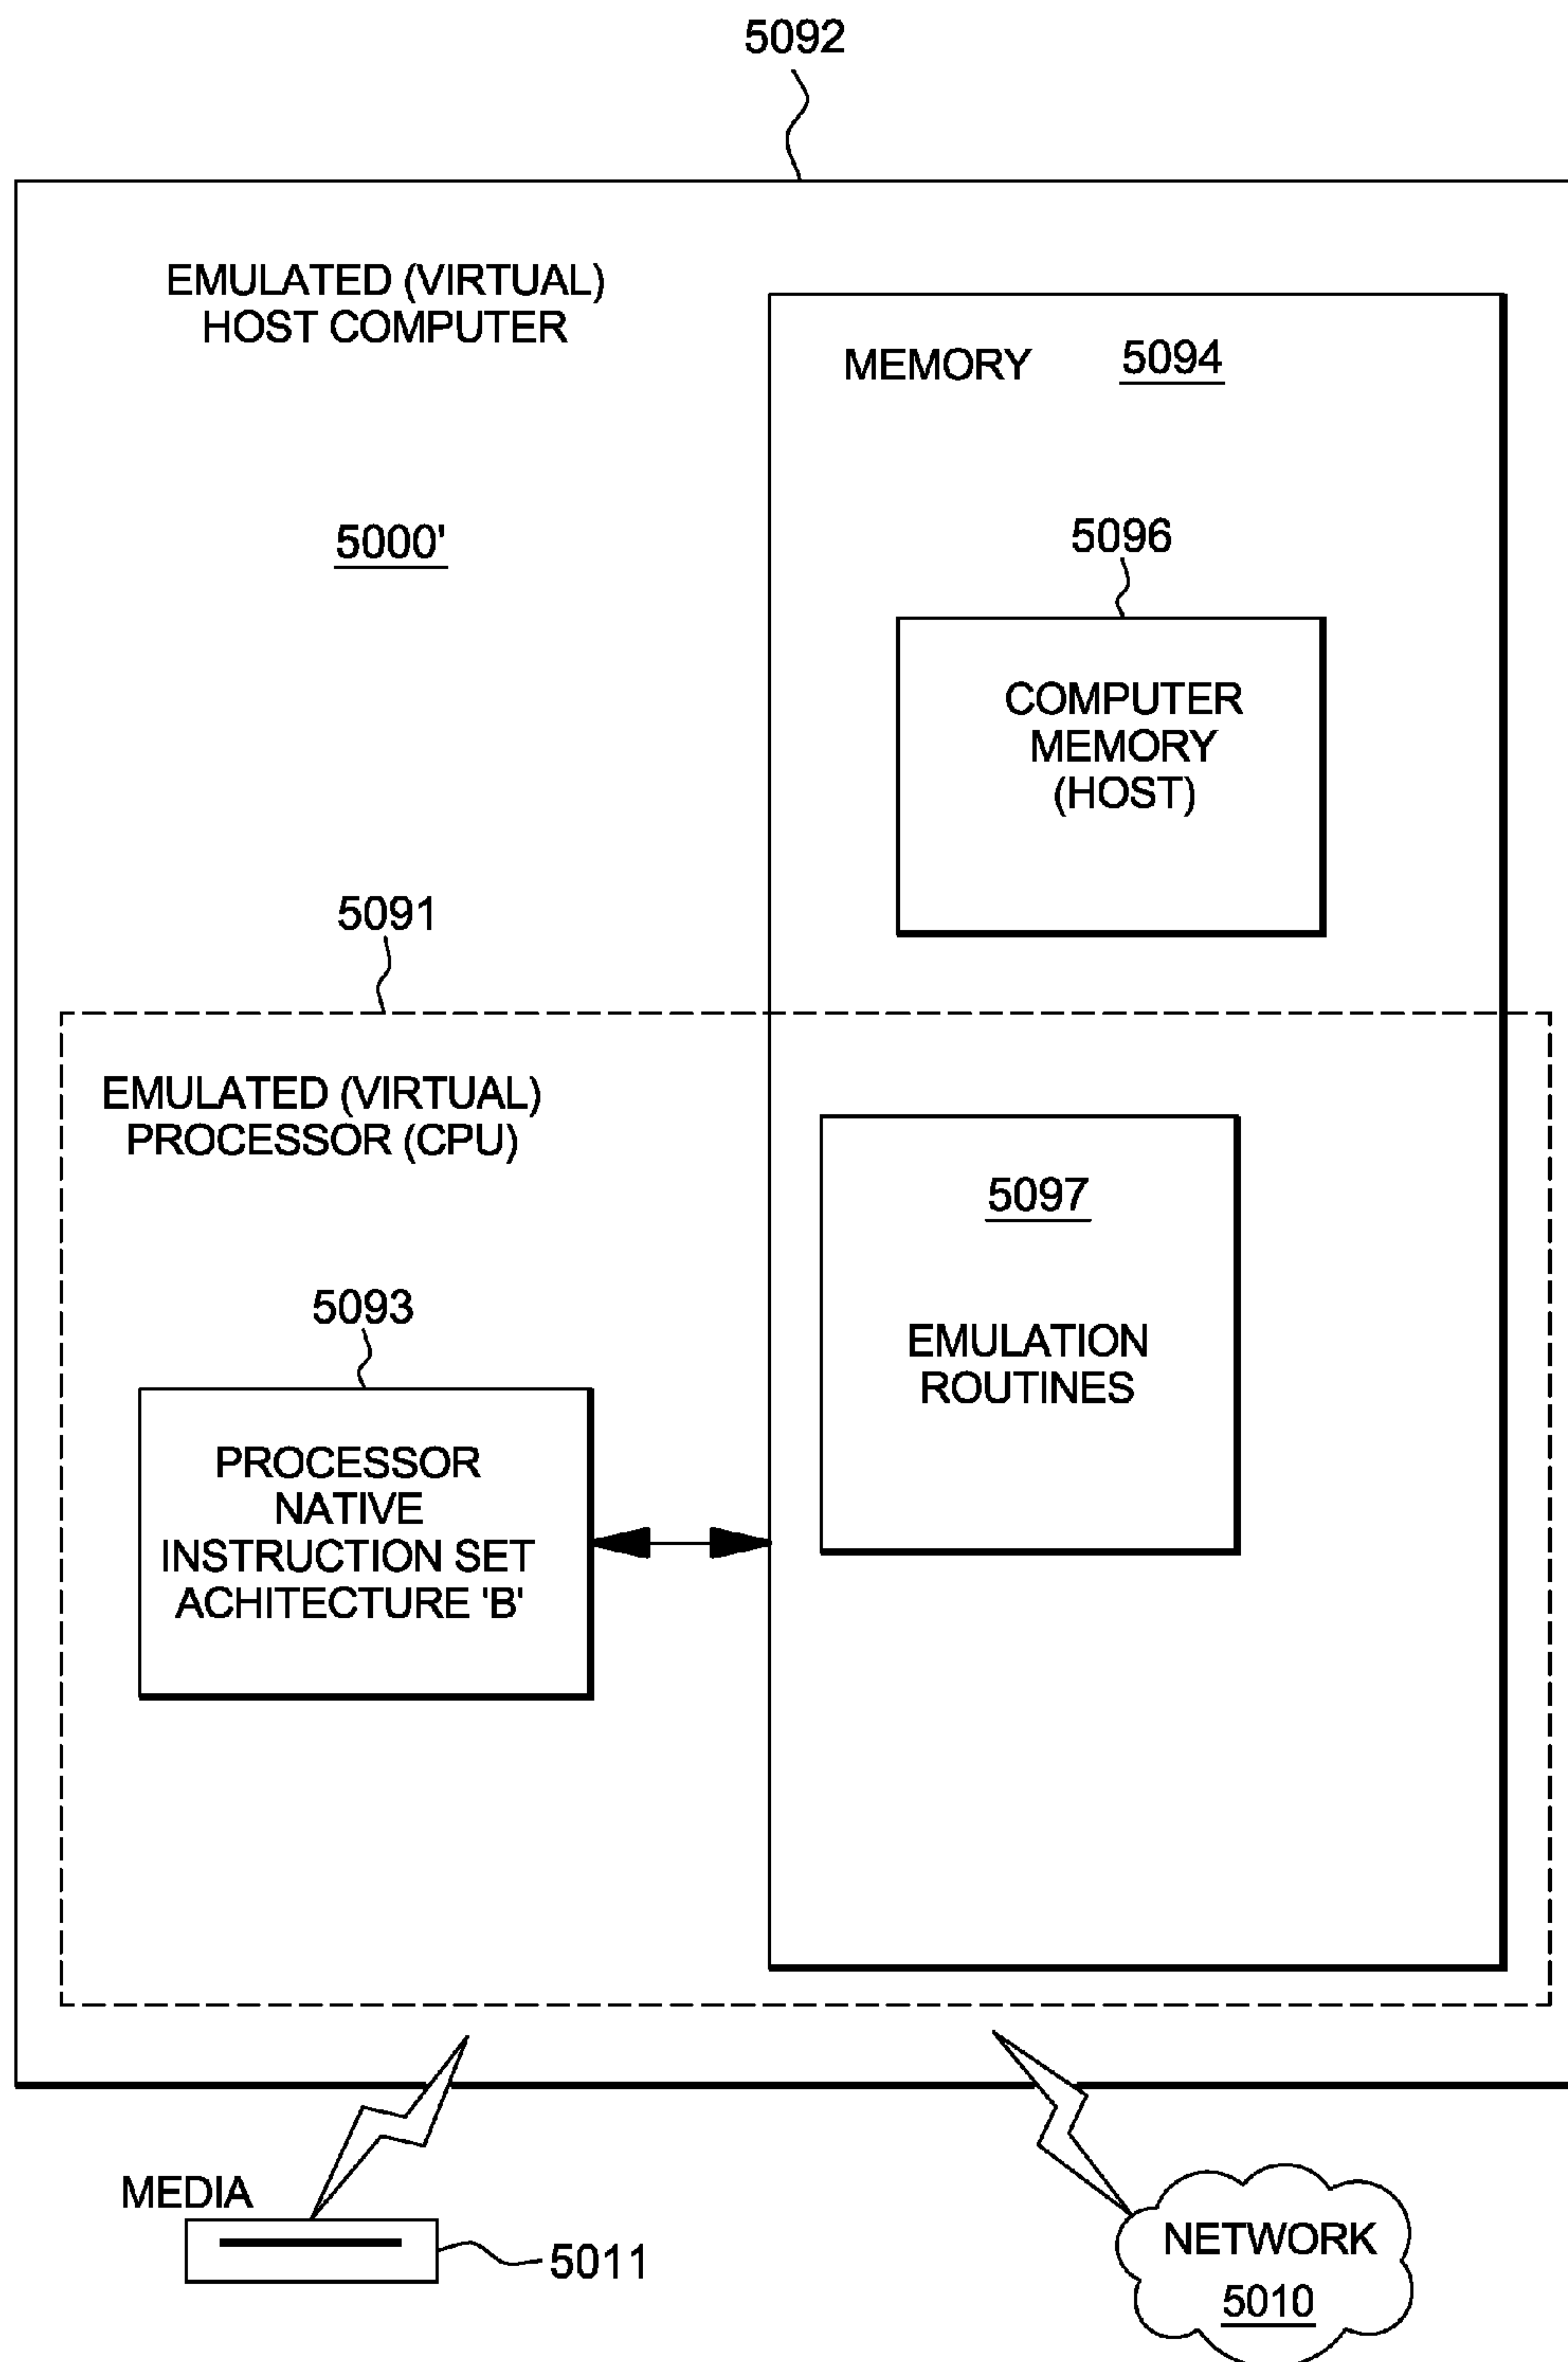 5092
EMULATED (VIRTUAL)
HOST COMPUTER
MEMORY 5094
5000'
5096
COMPUTER
MEMORY
(HOST)
5091
EMULATED (VIRTUAL)
PROCESSOR (CPU)
5097
EMULATION
ROUTINES
5093
PROCESSOR
NATIVE
INSTRUCTION SET
ACHITECTURE 'B'
MEDIA
5011
NETWORK
5010